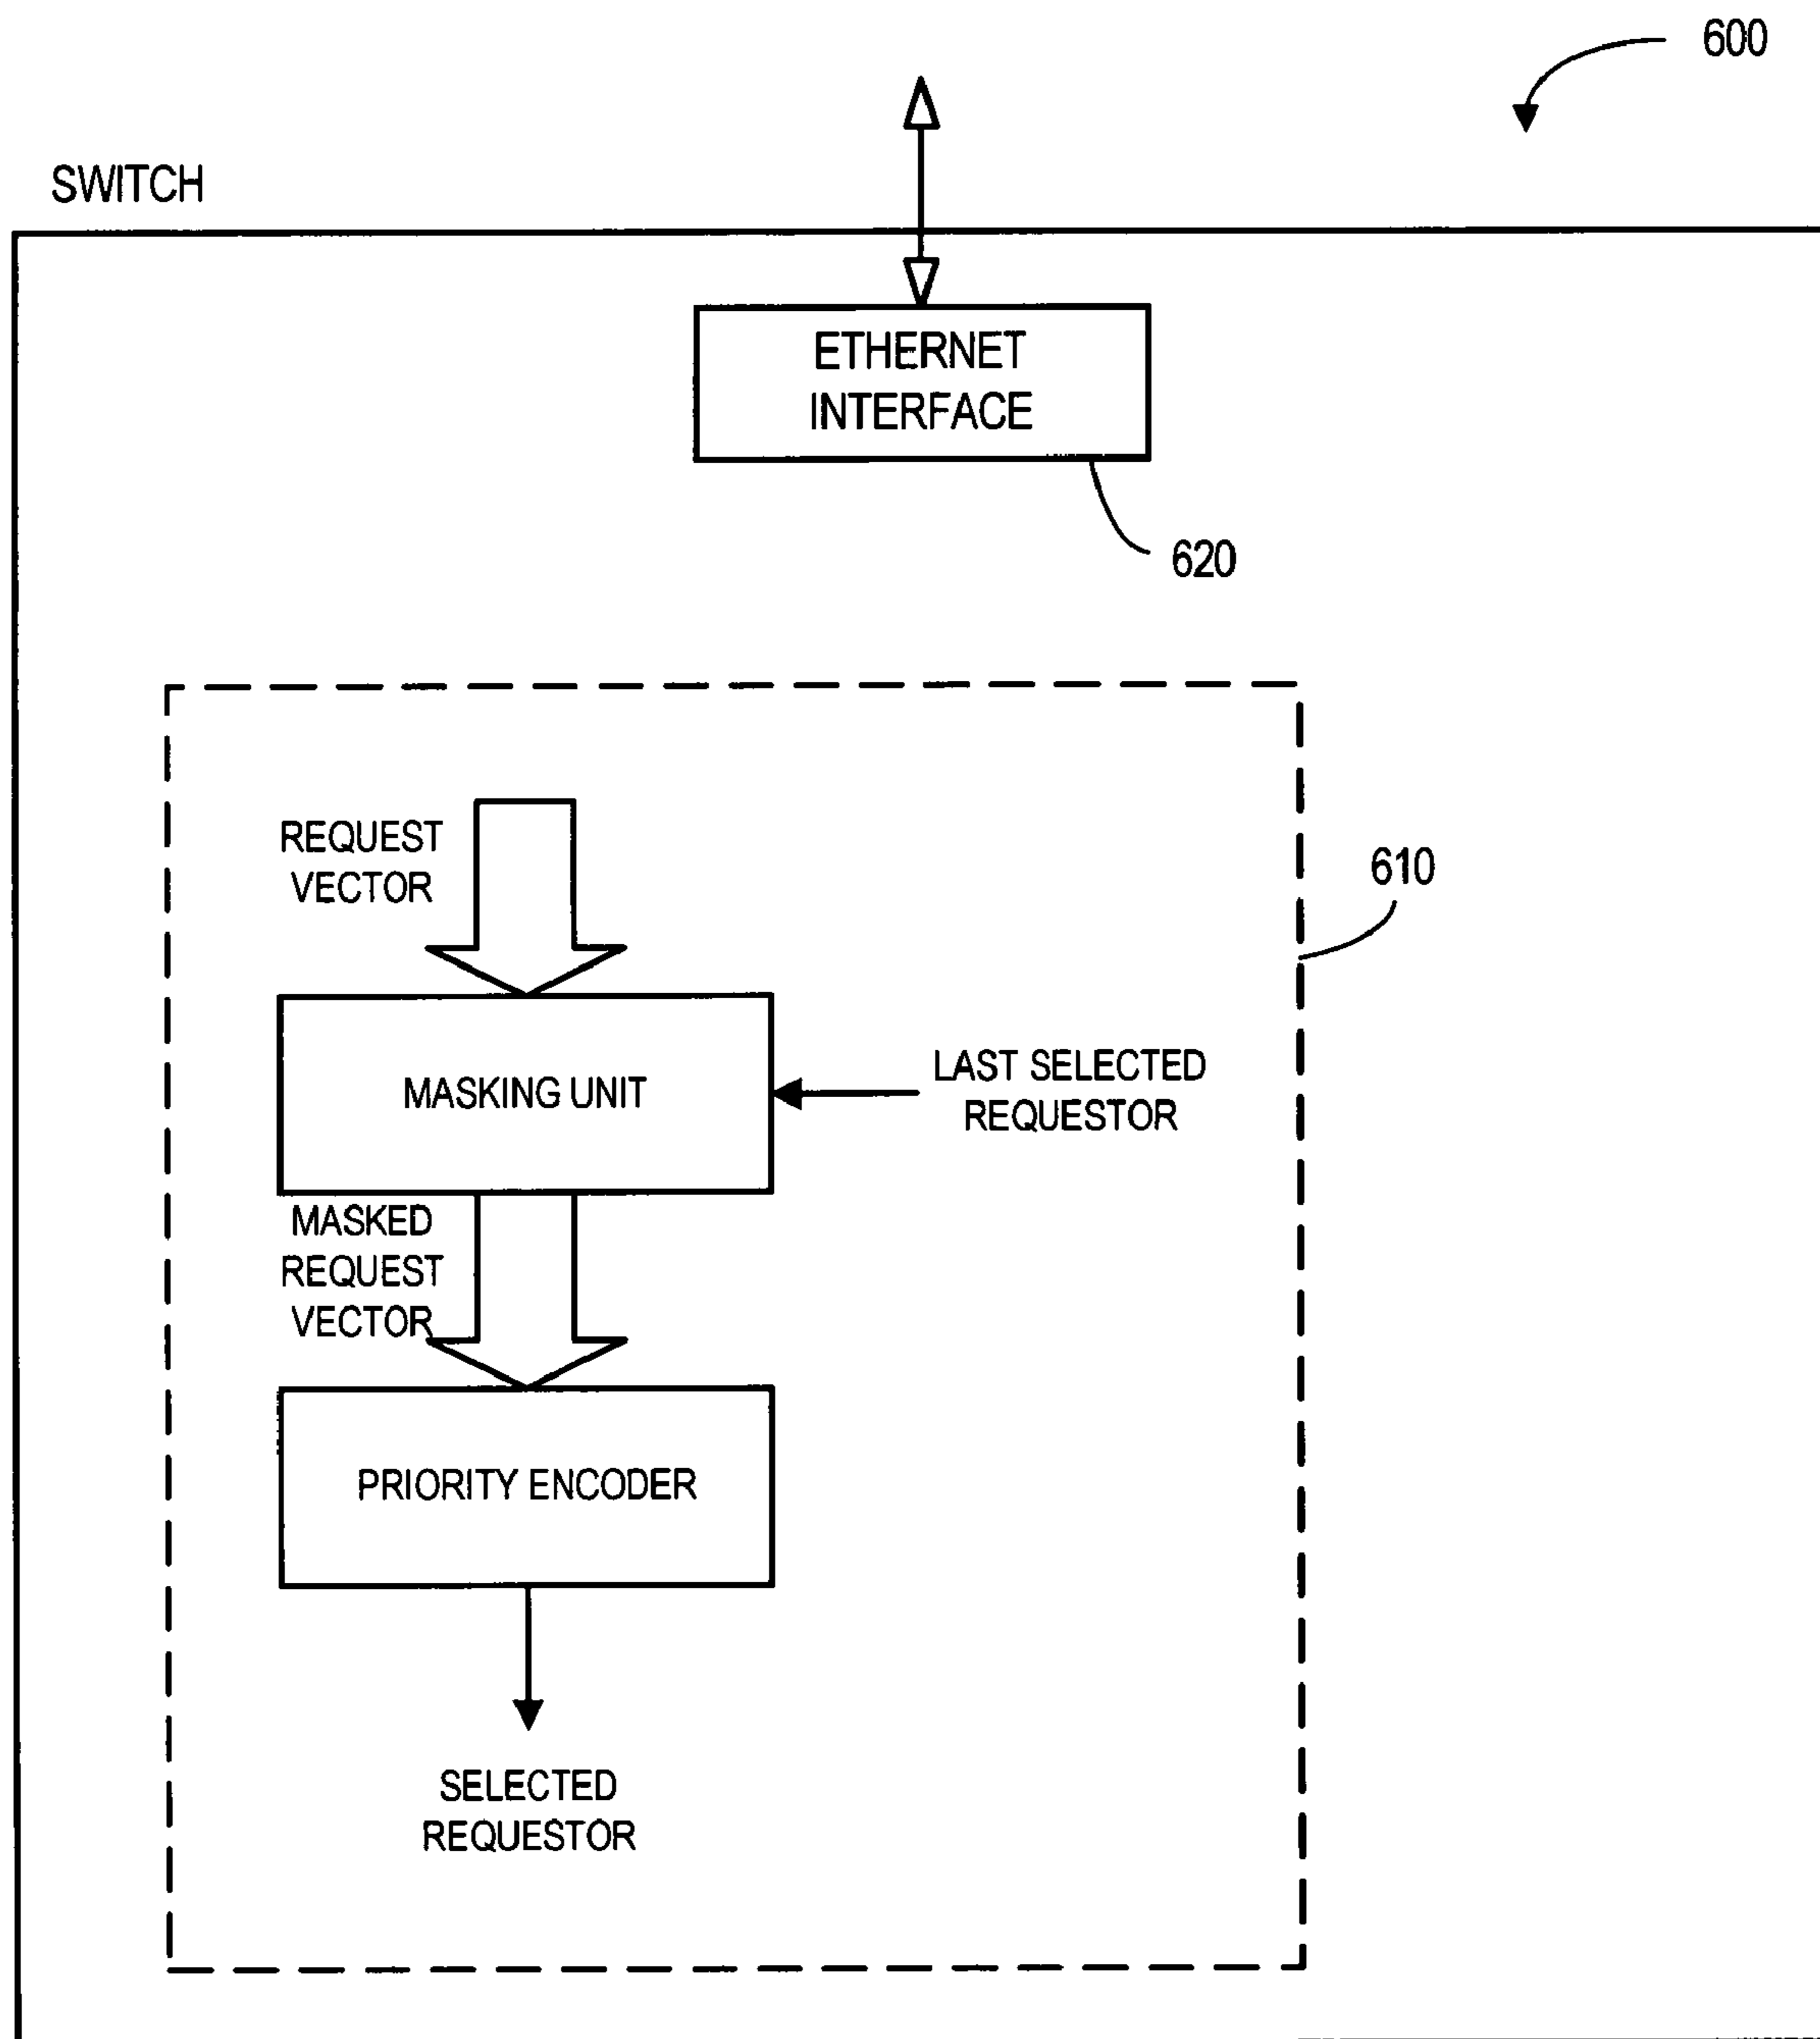 600
SWITCH
ETHERNET
INTERFACE
620
REQUEST
VECTOR
610
MASKING UNIT
LAST SELECTED
REQUESTOR
MASKED
REQUEST
VECTOR
PRIORITY ENCODER
SELECTED
REQUESTOR